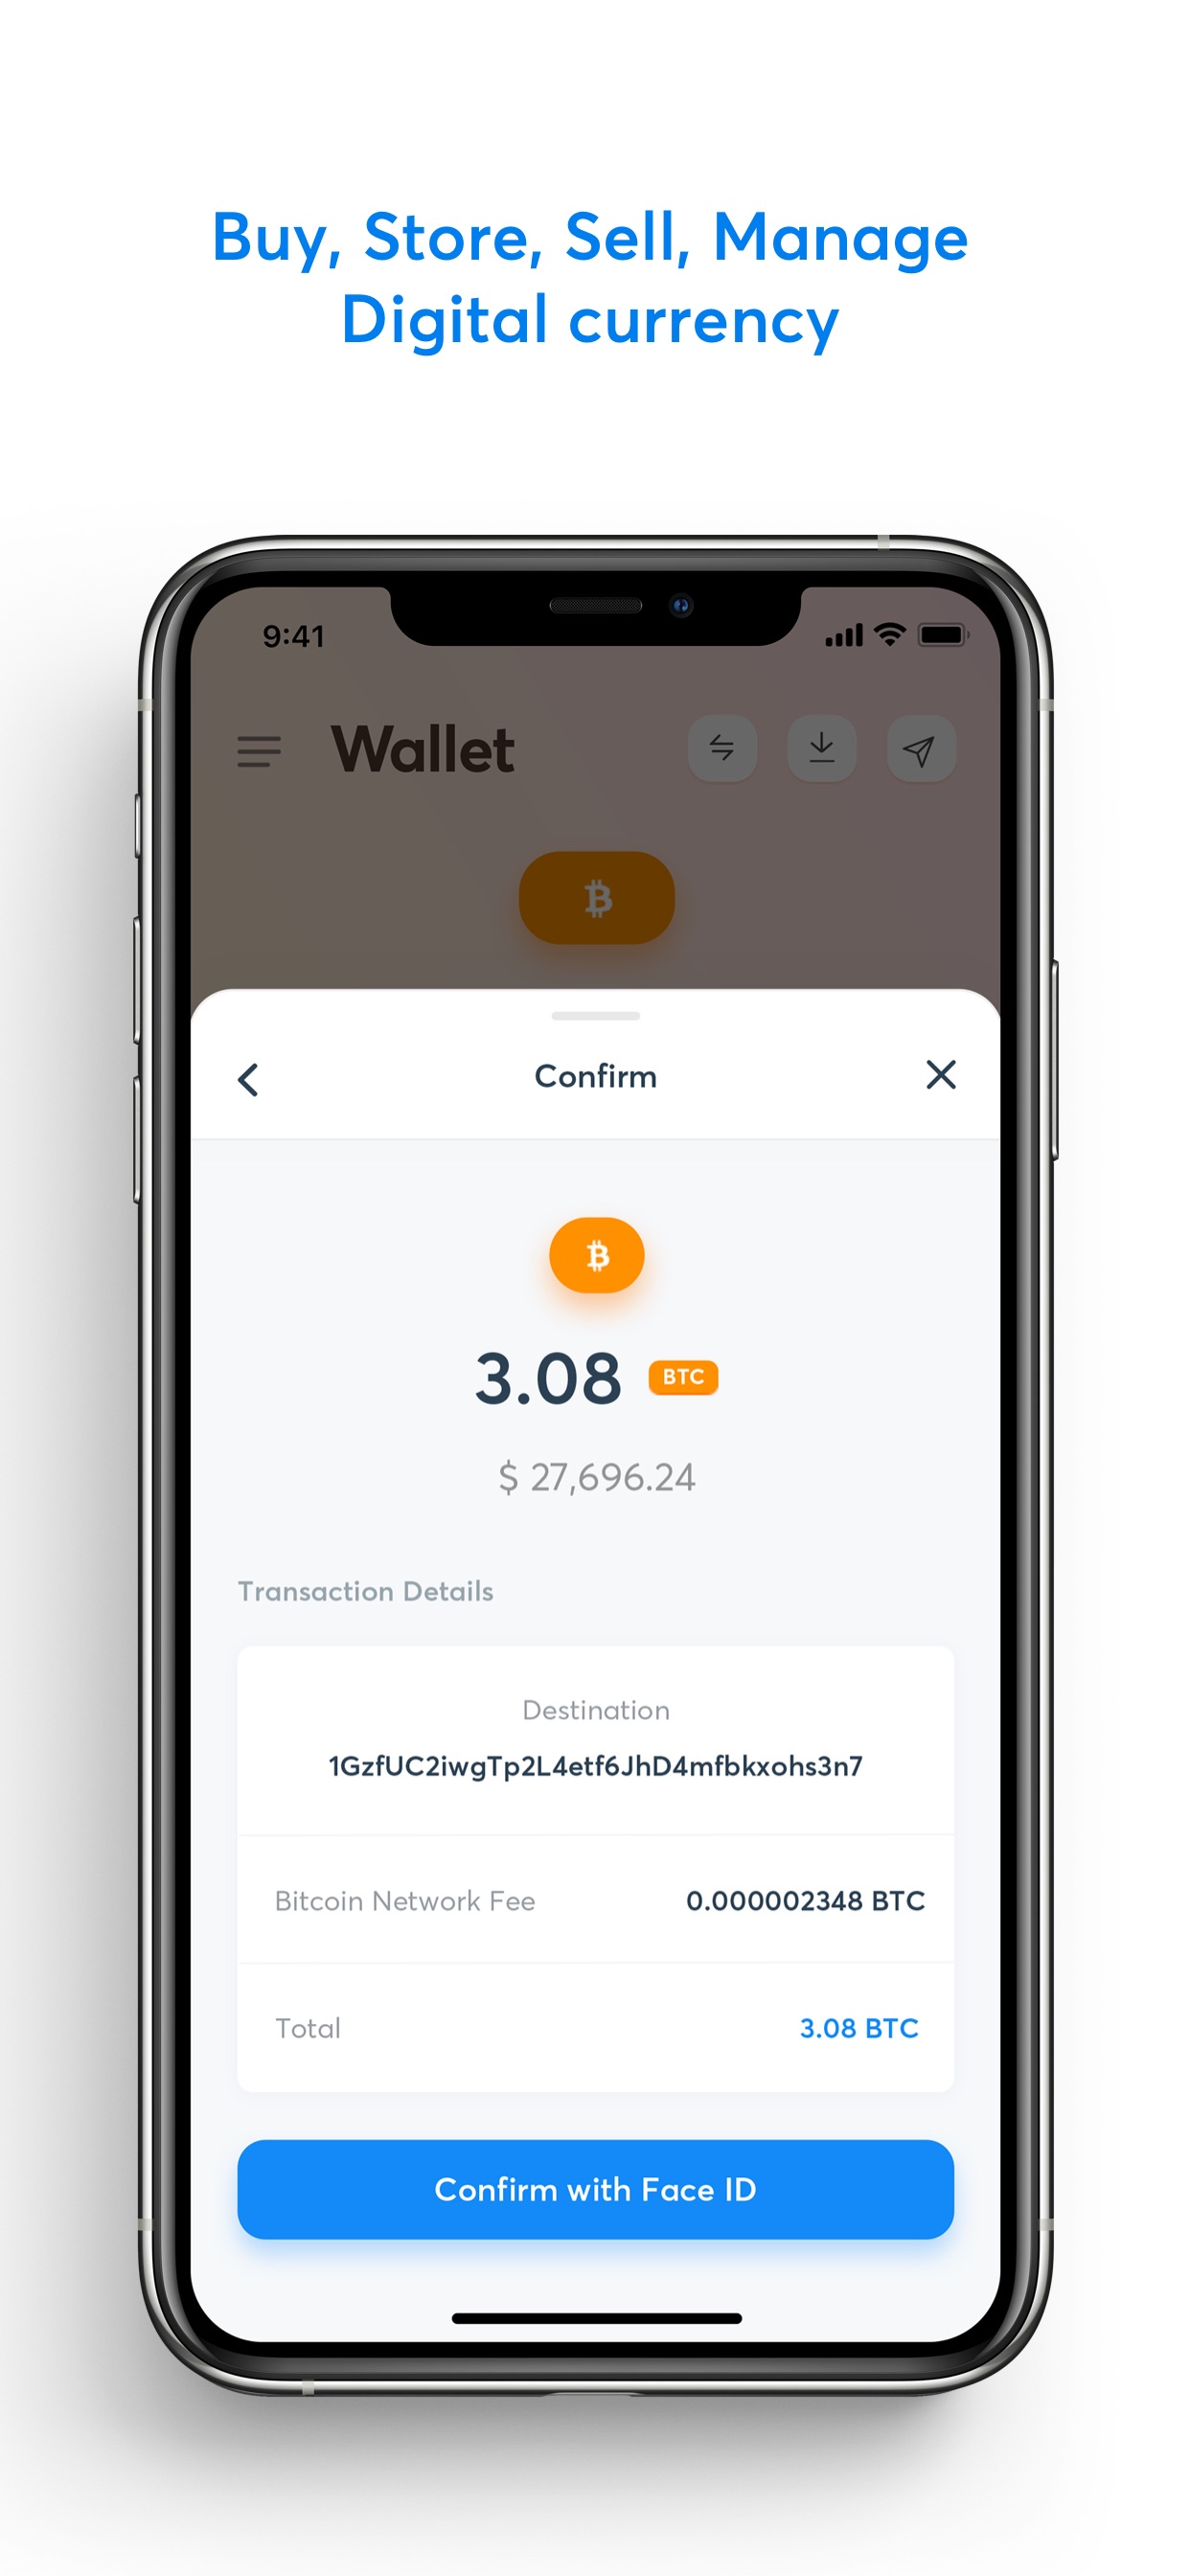 Buy, Store, Sell, Manage
Digital currency
9:41
Wallet
Confirm
3.08 BTC
$ 27,696.24
Transaction Details
Destination
1GzfUC2iwgTp2L4etf6JhD4mfbkxohs3n7
Bitcoin Network Fee 0.000002348 BTC
Total 3.08 BTC
Confirm with Face ID